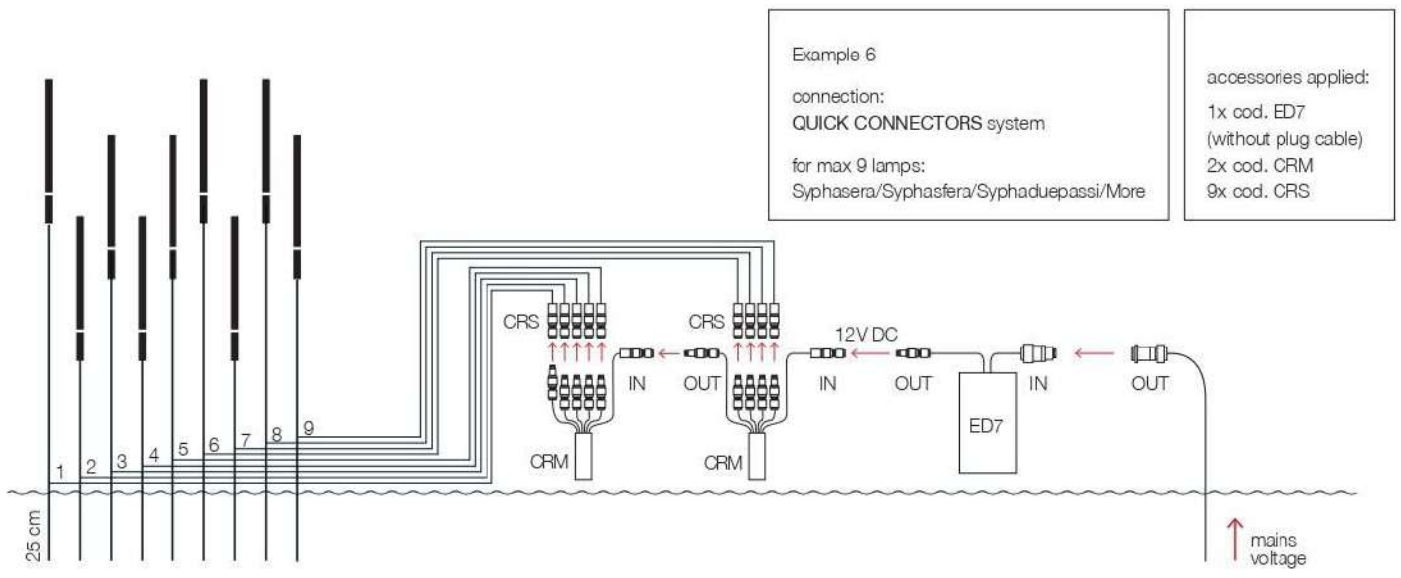 Example 6
connection:
QUICK CONNECTORS system
for max 9 lamps:
Syphasera/Syphasfera/Syphaduepassi/More
accessories applied:
1x cod. ED7
(without plug cable)
2x cod. CRM
9x cod. CRS
CRS
CRS
12V DC
IN
OUT
IN
OUT
IN
OUT
ED7
CRM
CRM
1
2
3
4
5
6
7
8
9
25 cm
mains
voltage